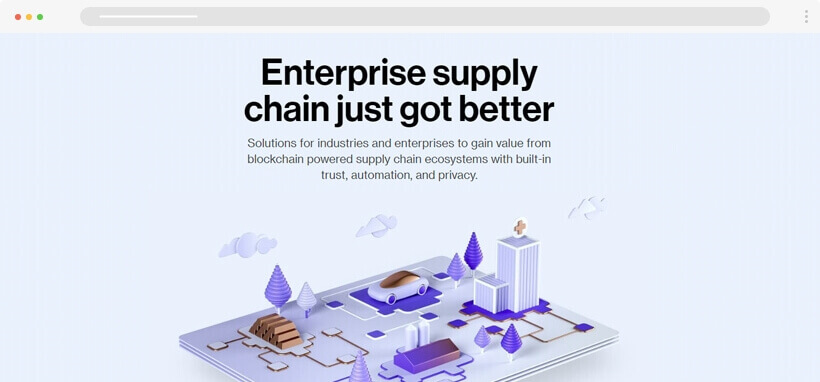 Enterprise supply
chain just got better
Solutions for industries and enterprises to gain value from
blockchain powered supply chain ecosystems with built-in
trust, automation, and privacy.